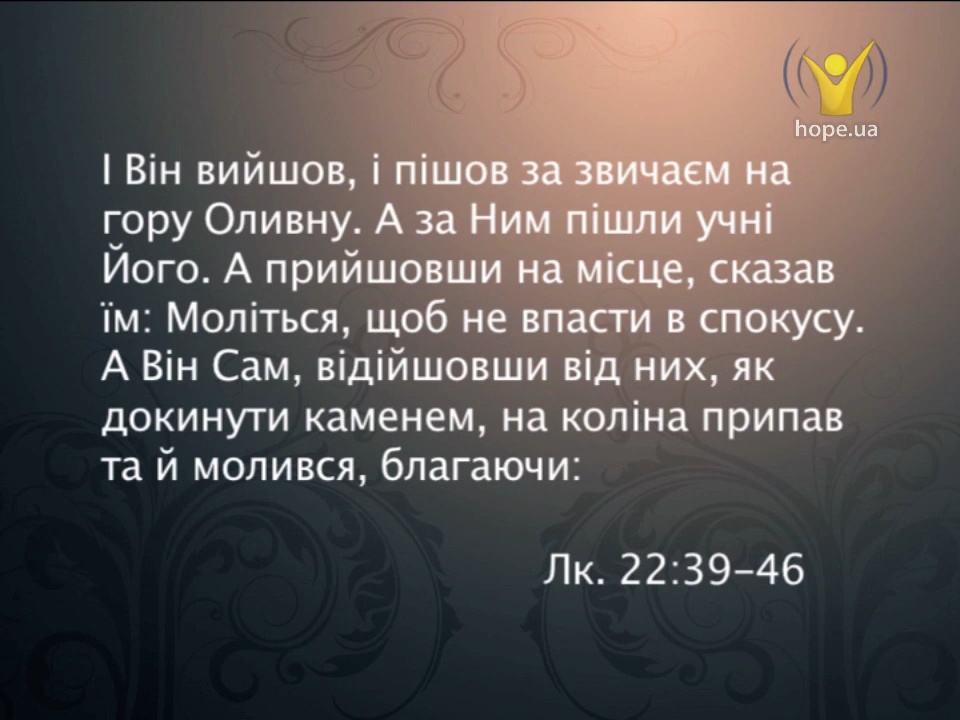 hope.ua
І Він вийшов, і пішов за звичаєм на
гору Оливну. А за Ним пішли учні
Його. А прийшовши на місце, сказав
їм: Моліться, щоб не впасти в спокусу.
А Він Сам, відійшовши від них, як
докинути каменем, на коліна припав
та й молився, благаючи:
Лк. 22:39–46